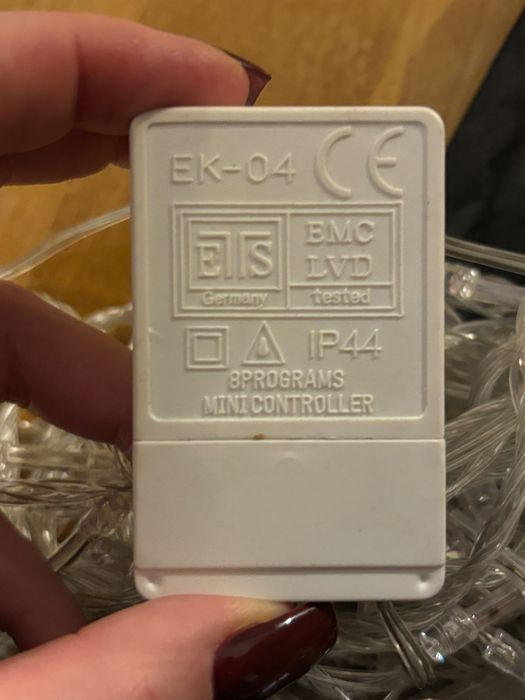 EK-04 CE
ETS BMC
LVD
Germany tested
IP44
8PROGRAMS
MINI CONTROLLER